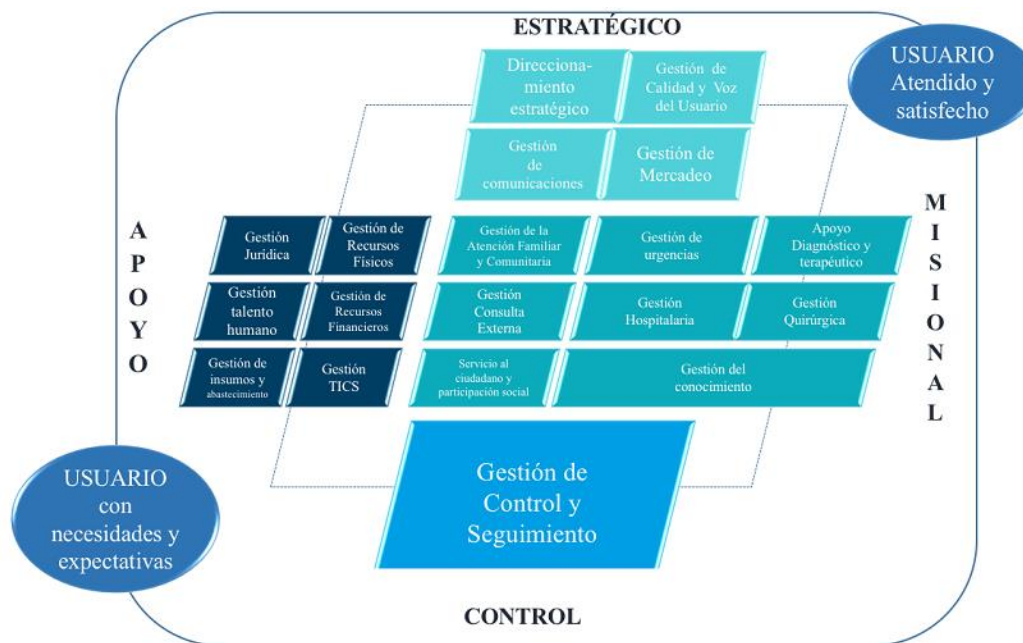 ESTRATÉGICO
USUARIO
Atendido y
satisfecho
Direcciona-
miento
estratégico
Gestión de
Calidad y Voz
del Usuario
Gestión
de
comunicaciones
Gestión de
Mercadeo
APOYO
Gestión
Jurídica
Gestión de
Recursos
Físicos
Gestión
talento
humano
Gestión de
Recursos
Financieros
Gestión de
insumos y
abastecimiento
Gestión
TICS
Gestión de la
Atención Familiar
y Comunitaria
Gestión de
urgencias
Apoyo
Diagnóstico y
terapéutico
Gestión
Consulta
Externa
Gestión
Hospitalaria
Gestión
Quirúrgica
Servicio al
ciudadano y
participación social
Gestión del
conocimiento
MISIONAL
USUARIO
con
necesidades y
expectativas
Gestión de
Control y
Seguimiento
CONTROL